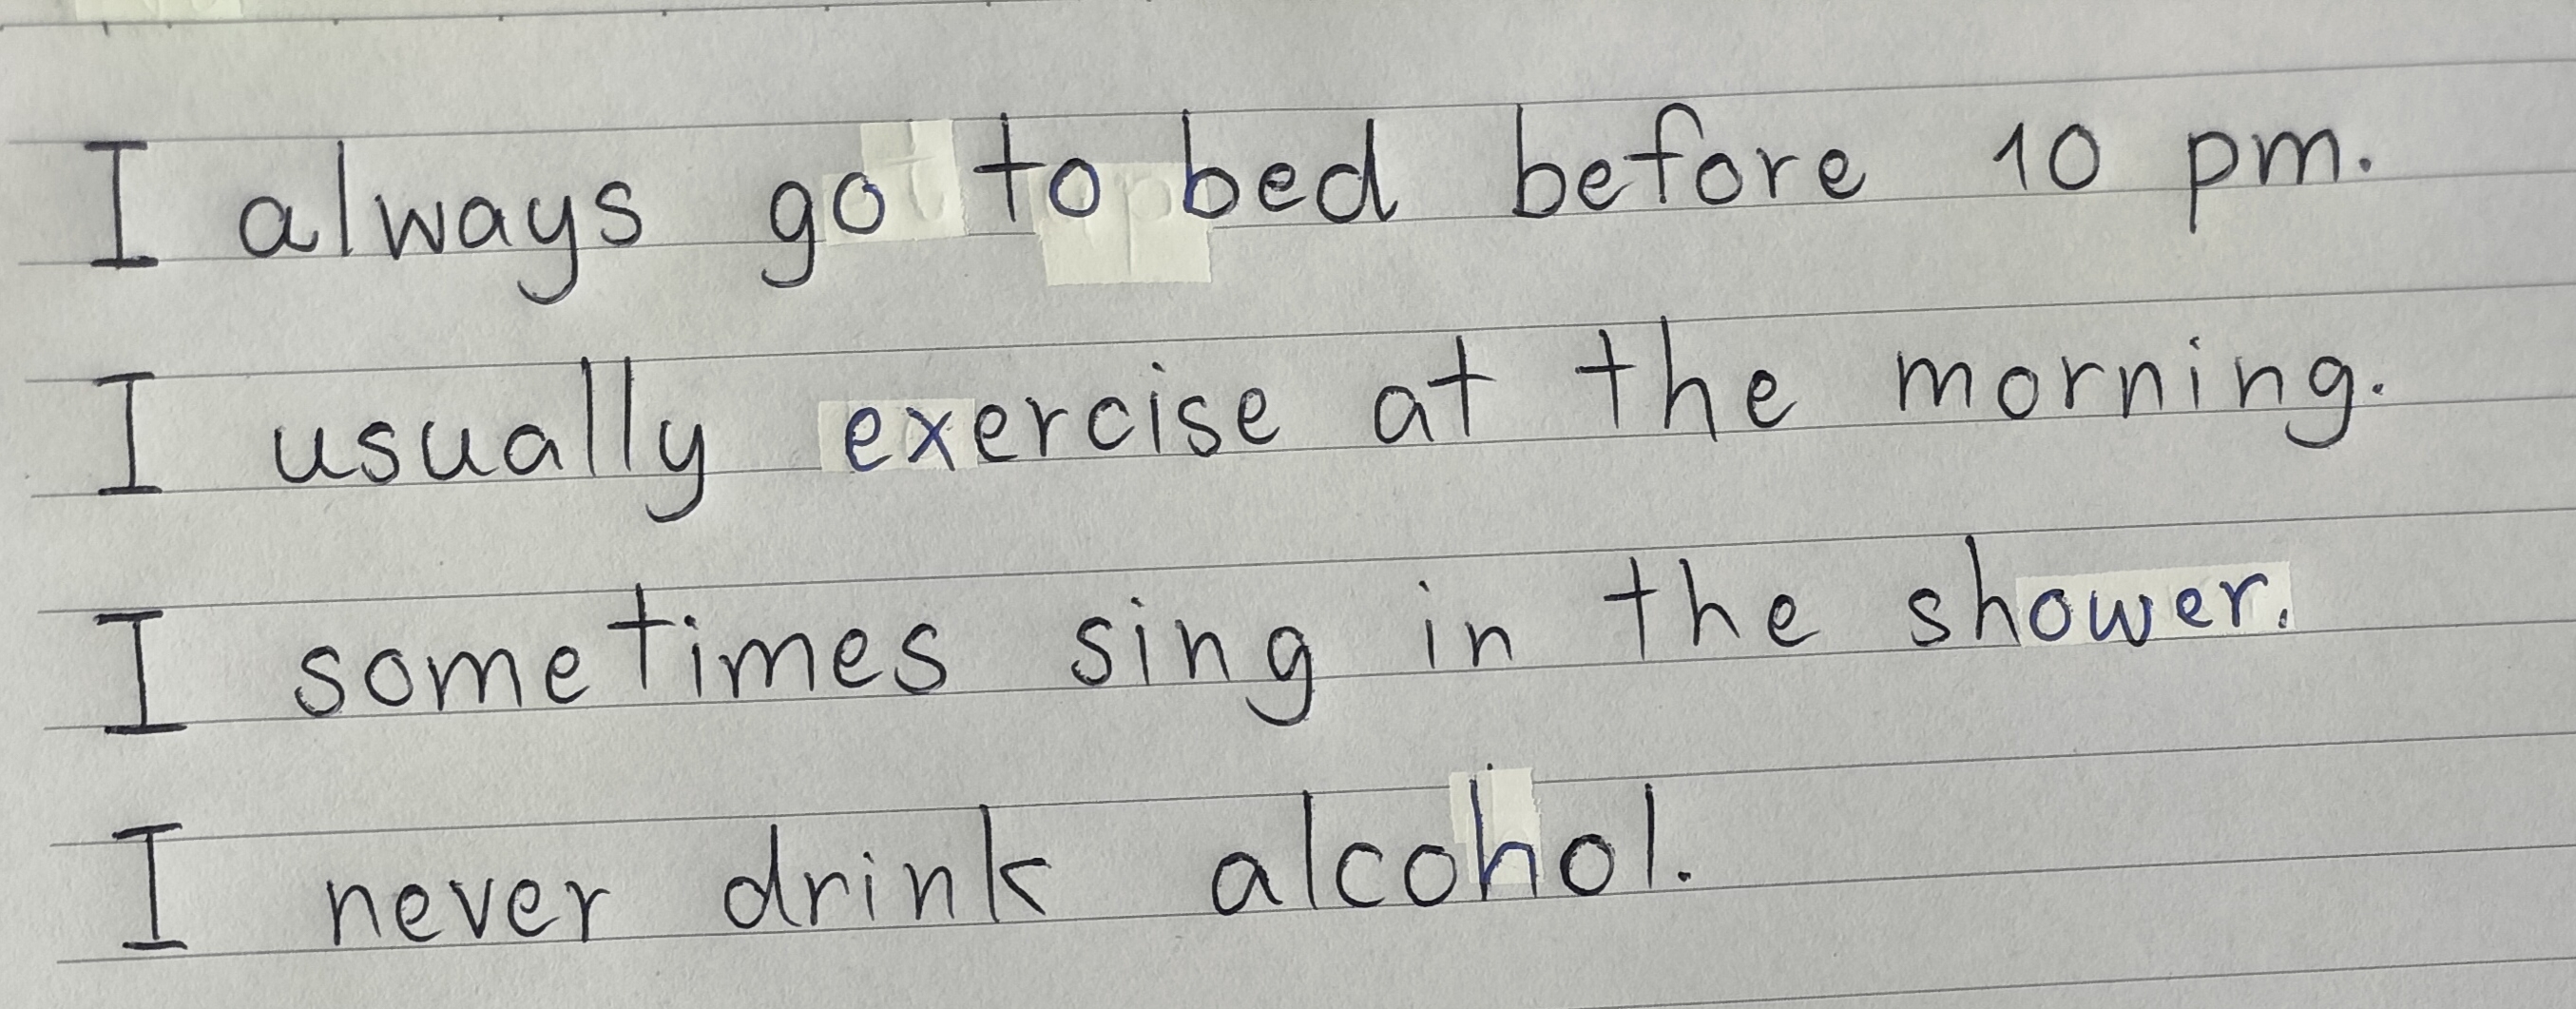 I always go to bed before 10 pm.
I usually exercise at the morning.
I sometimes sing in the shower.
I never drink alcohol.